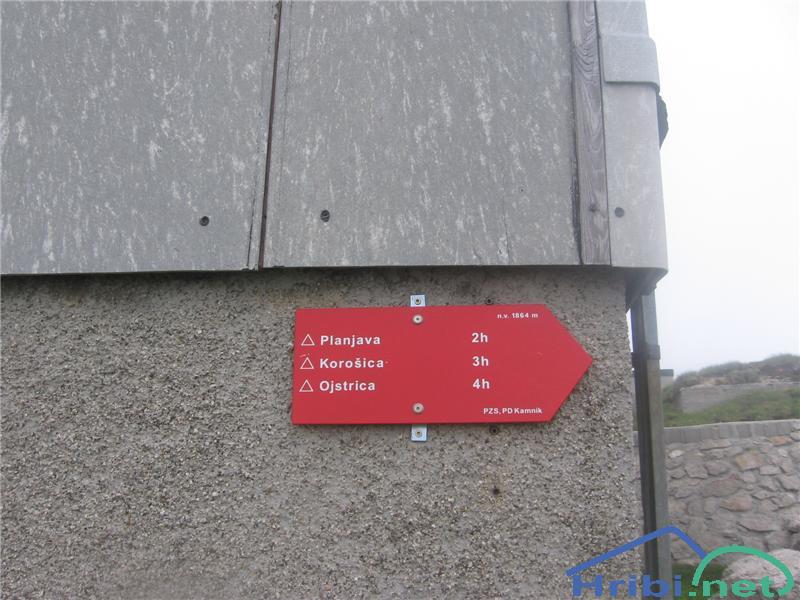 n.v. 1864 m
Planjava 2h
Korošica 3h
Ojstrica 4h
PZS, PD Kamnik
Hribi.net